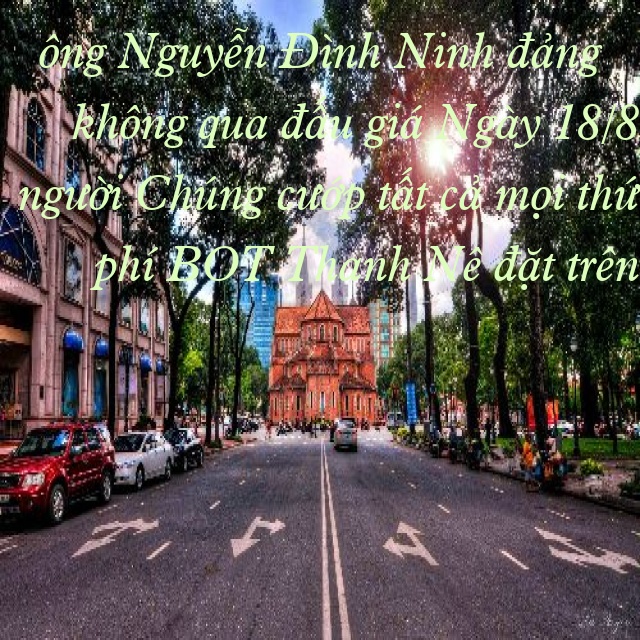 ông Nguyễn Đình Ninh đảng
không qua đấu giá Ngày 18/8
người Chúng cướp tất cả mọi thứ
phí BOT Thanh Nê đặt trên